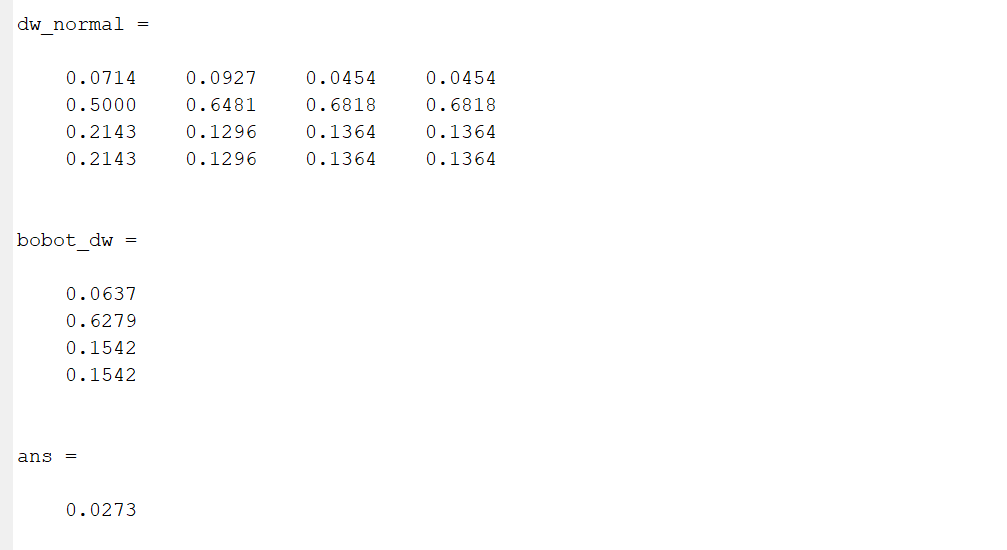 dw_normal =
0.0714 0.0927 0.0454 0.0454
0.5000 0.6481 0.6818 0.6818
0.2143 0.1296 0.1364 0.1364
0.2143 0.1296 0.1364 0.1364
bobot_dw =
0.0637
0.6279
0.1542
0.1542
ans =
0.0273